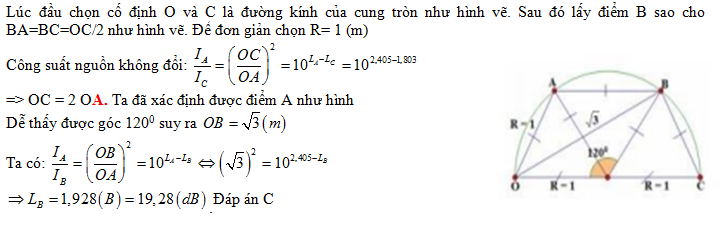 Lúc đầu chọn cố định O và C là đường kính của cung tròn như hình vẽ. Sau đó lấy điểm B sao cho
BA=BC=OC/2 như hình vẽ. Để đơn giản chọn R= 1 (m)
Công suất nguồn không đổi: I_A/I_C = (OC/OA)^2 = 10^(L_A-L_C) = 10^(2,405-1,803)
=> OC = 2 OA. Ta đã xác định được điểm A như hình
Dễ thấy được góc 120^0 suy ra OB = √3 (m)
Ta có: I_A/I_B = (OB/OA)^2 = 10^(L_A-L_B) ⇔ (√3)^2 = 10^(2,405-L_B)
⇒ L_B = 1,928(B) = 19,28(dB) Đáp án C
A B
R-1 √3
120^0
O R-1 R-1 C